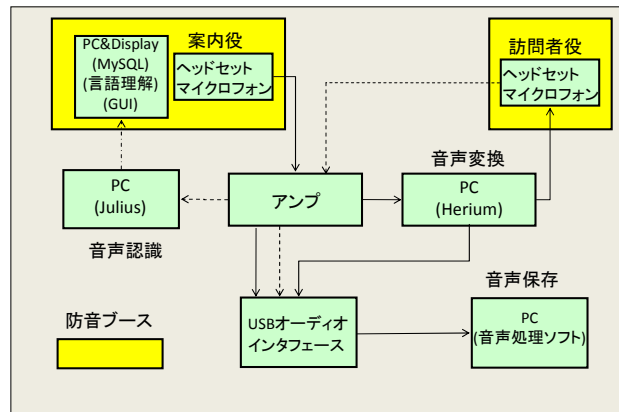 案内役
PC&Display
(MySQL)
(言語理解)
(GUI)
ヘッドセット
マイクロフォン
訪問者役
ヘッドセット
マイクロフォン
音声変換
PC
(Julius)
アンプ
PC
(Herium)
音声認識
音声保存
防音ブース
USBオーディオ
インタフェース
PC
(音声処理ソフト)